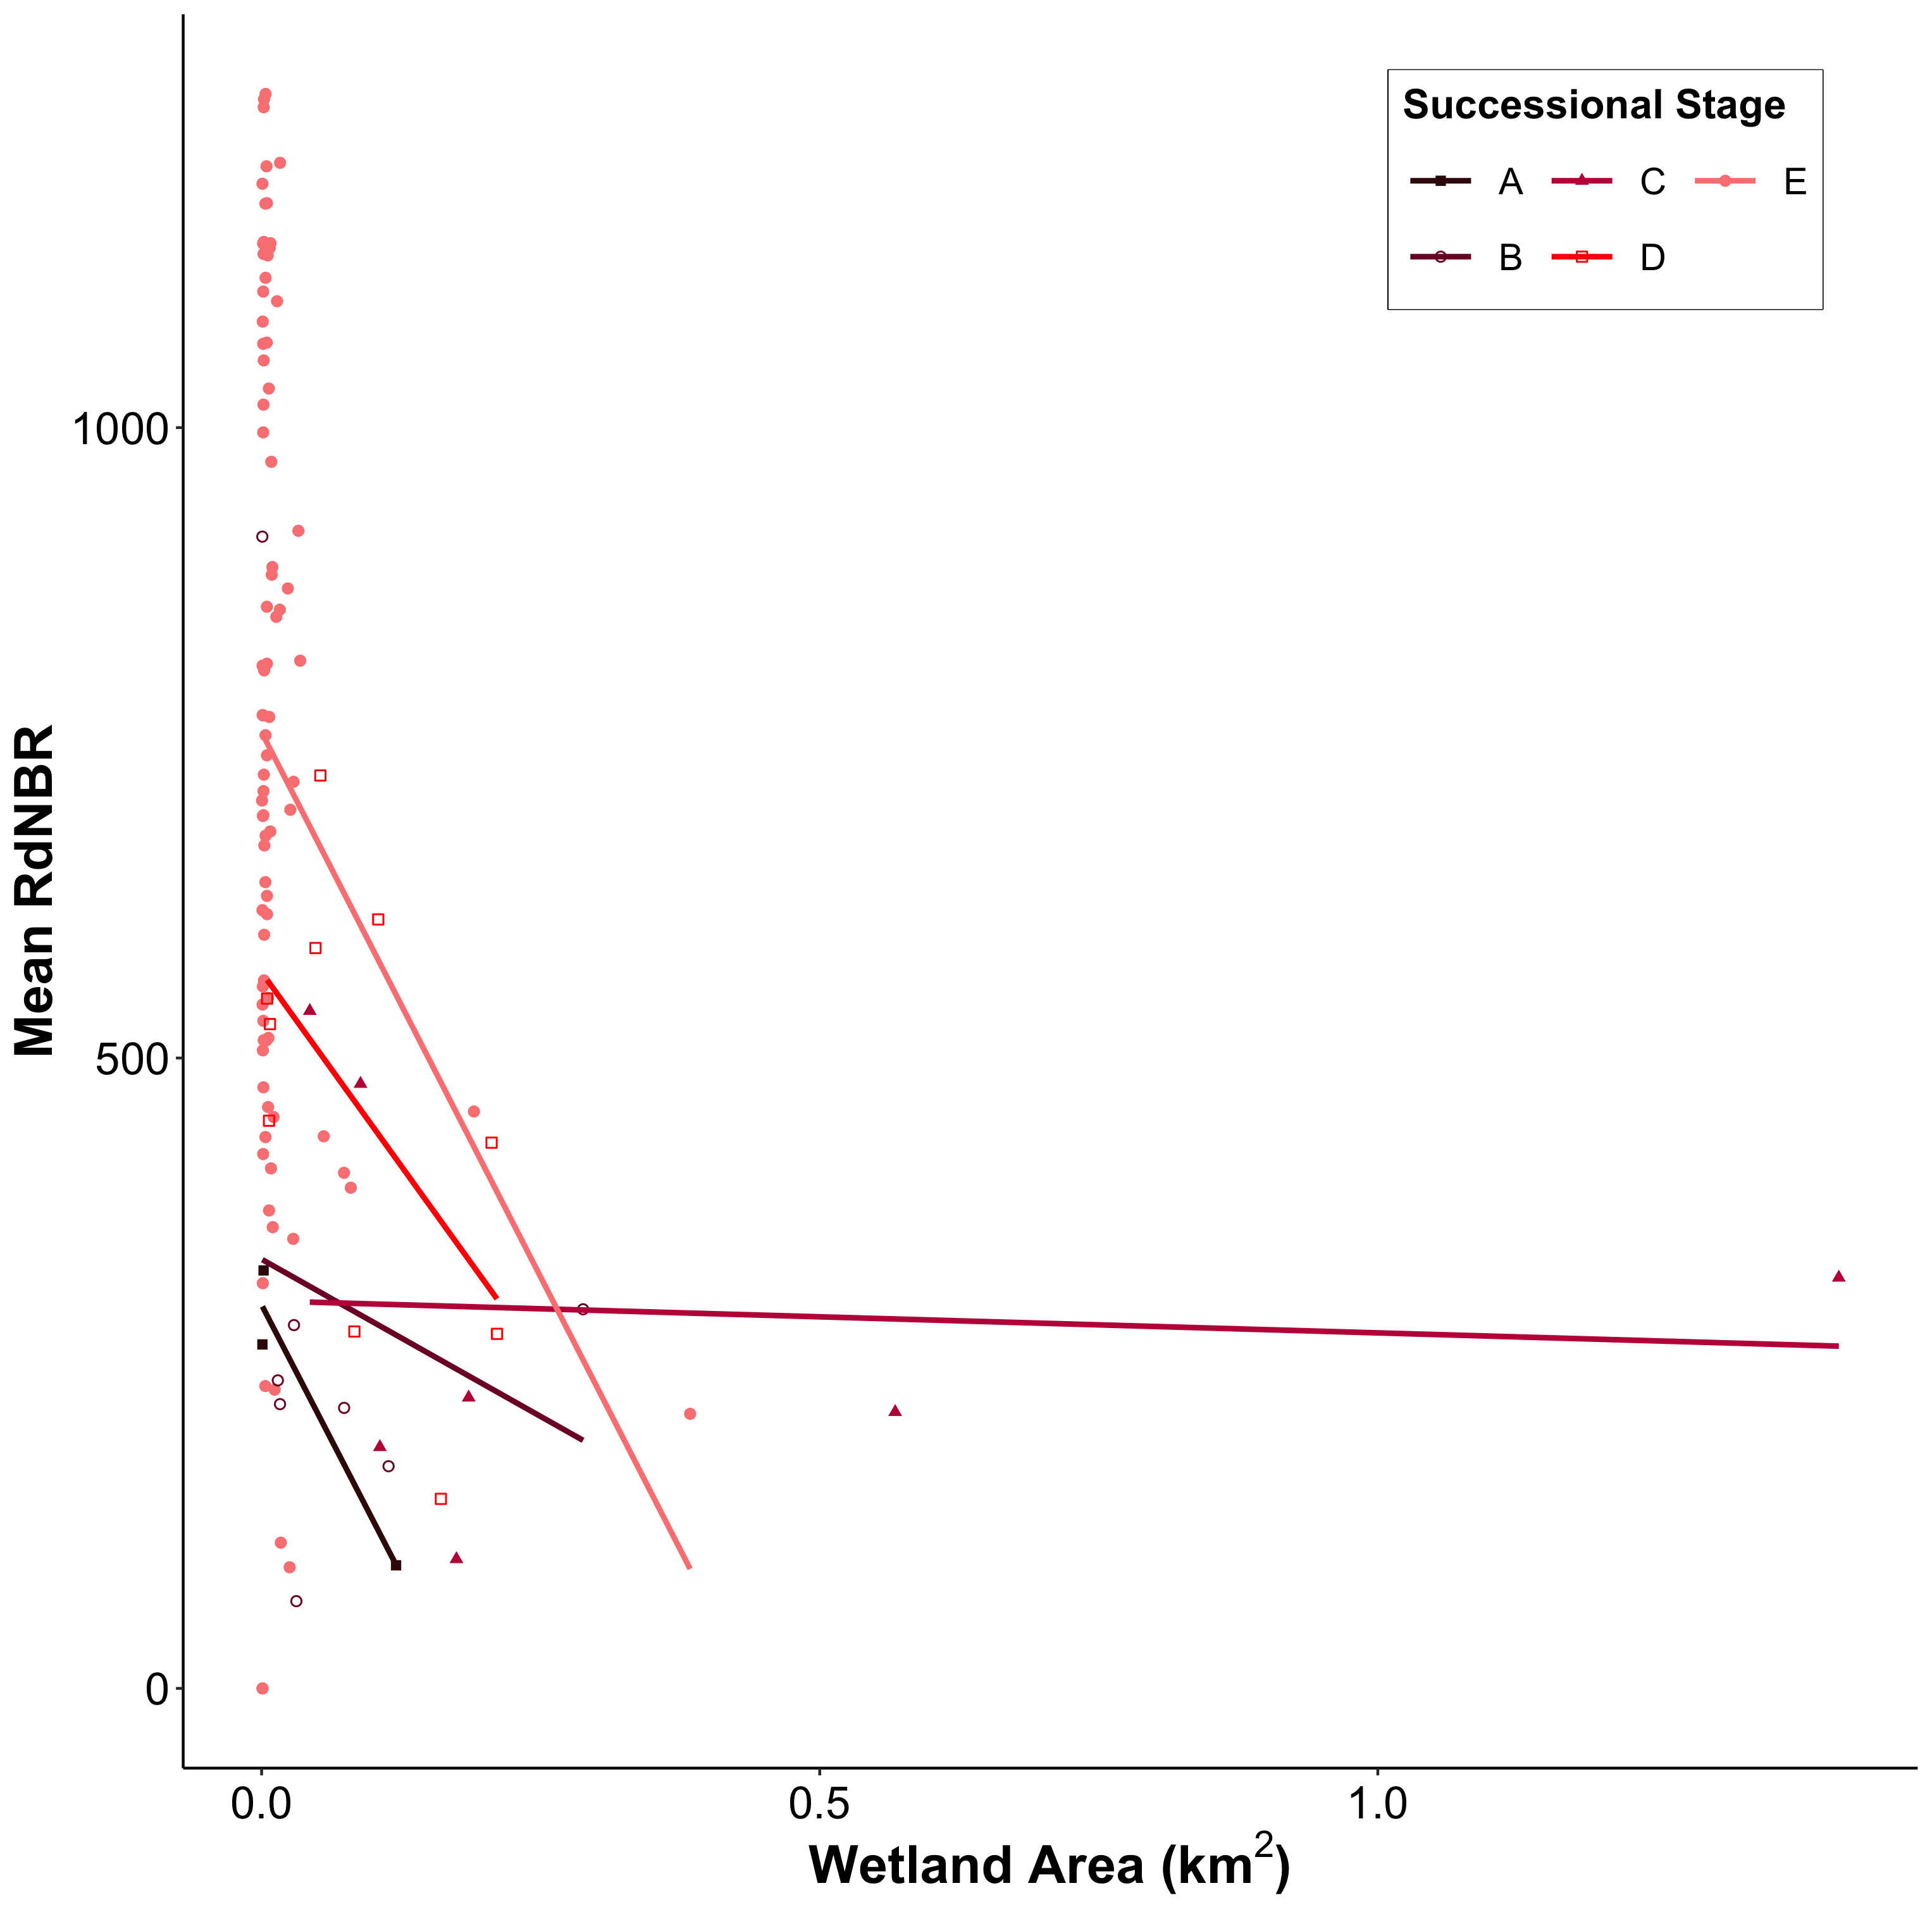 Successional Stage
A C E
B D
1000
500
0
Mean RdNBR
0.0 0.5 1.0
Wetland Area (km²)